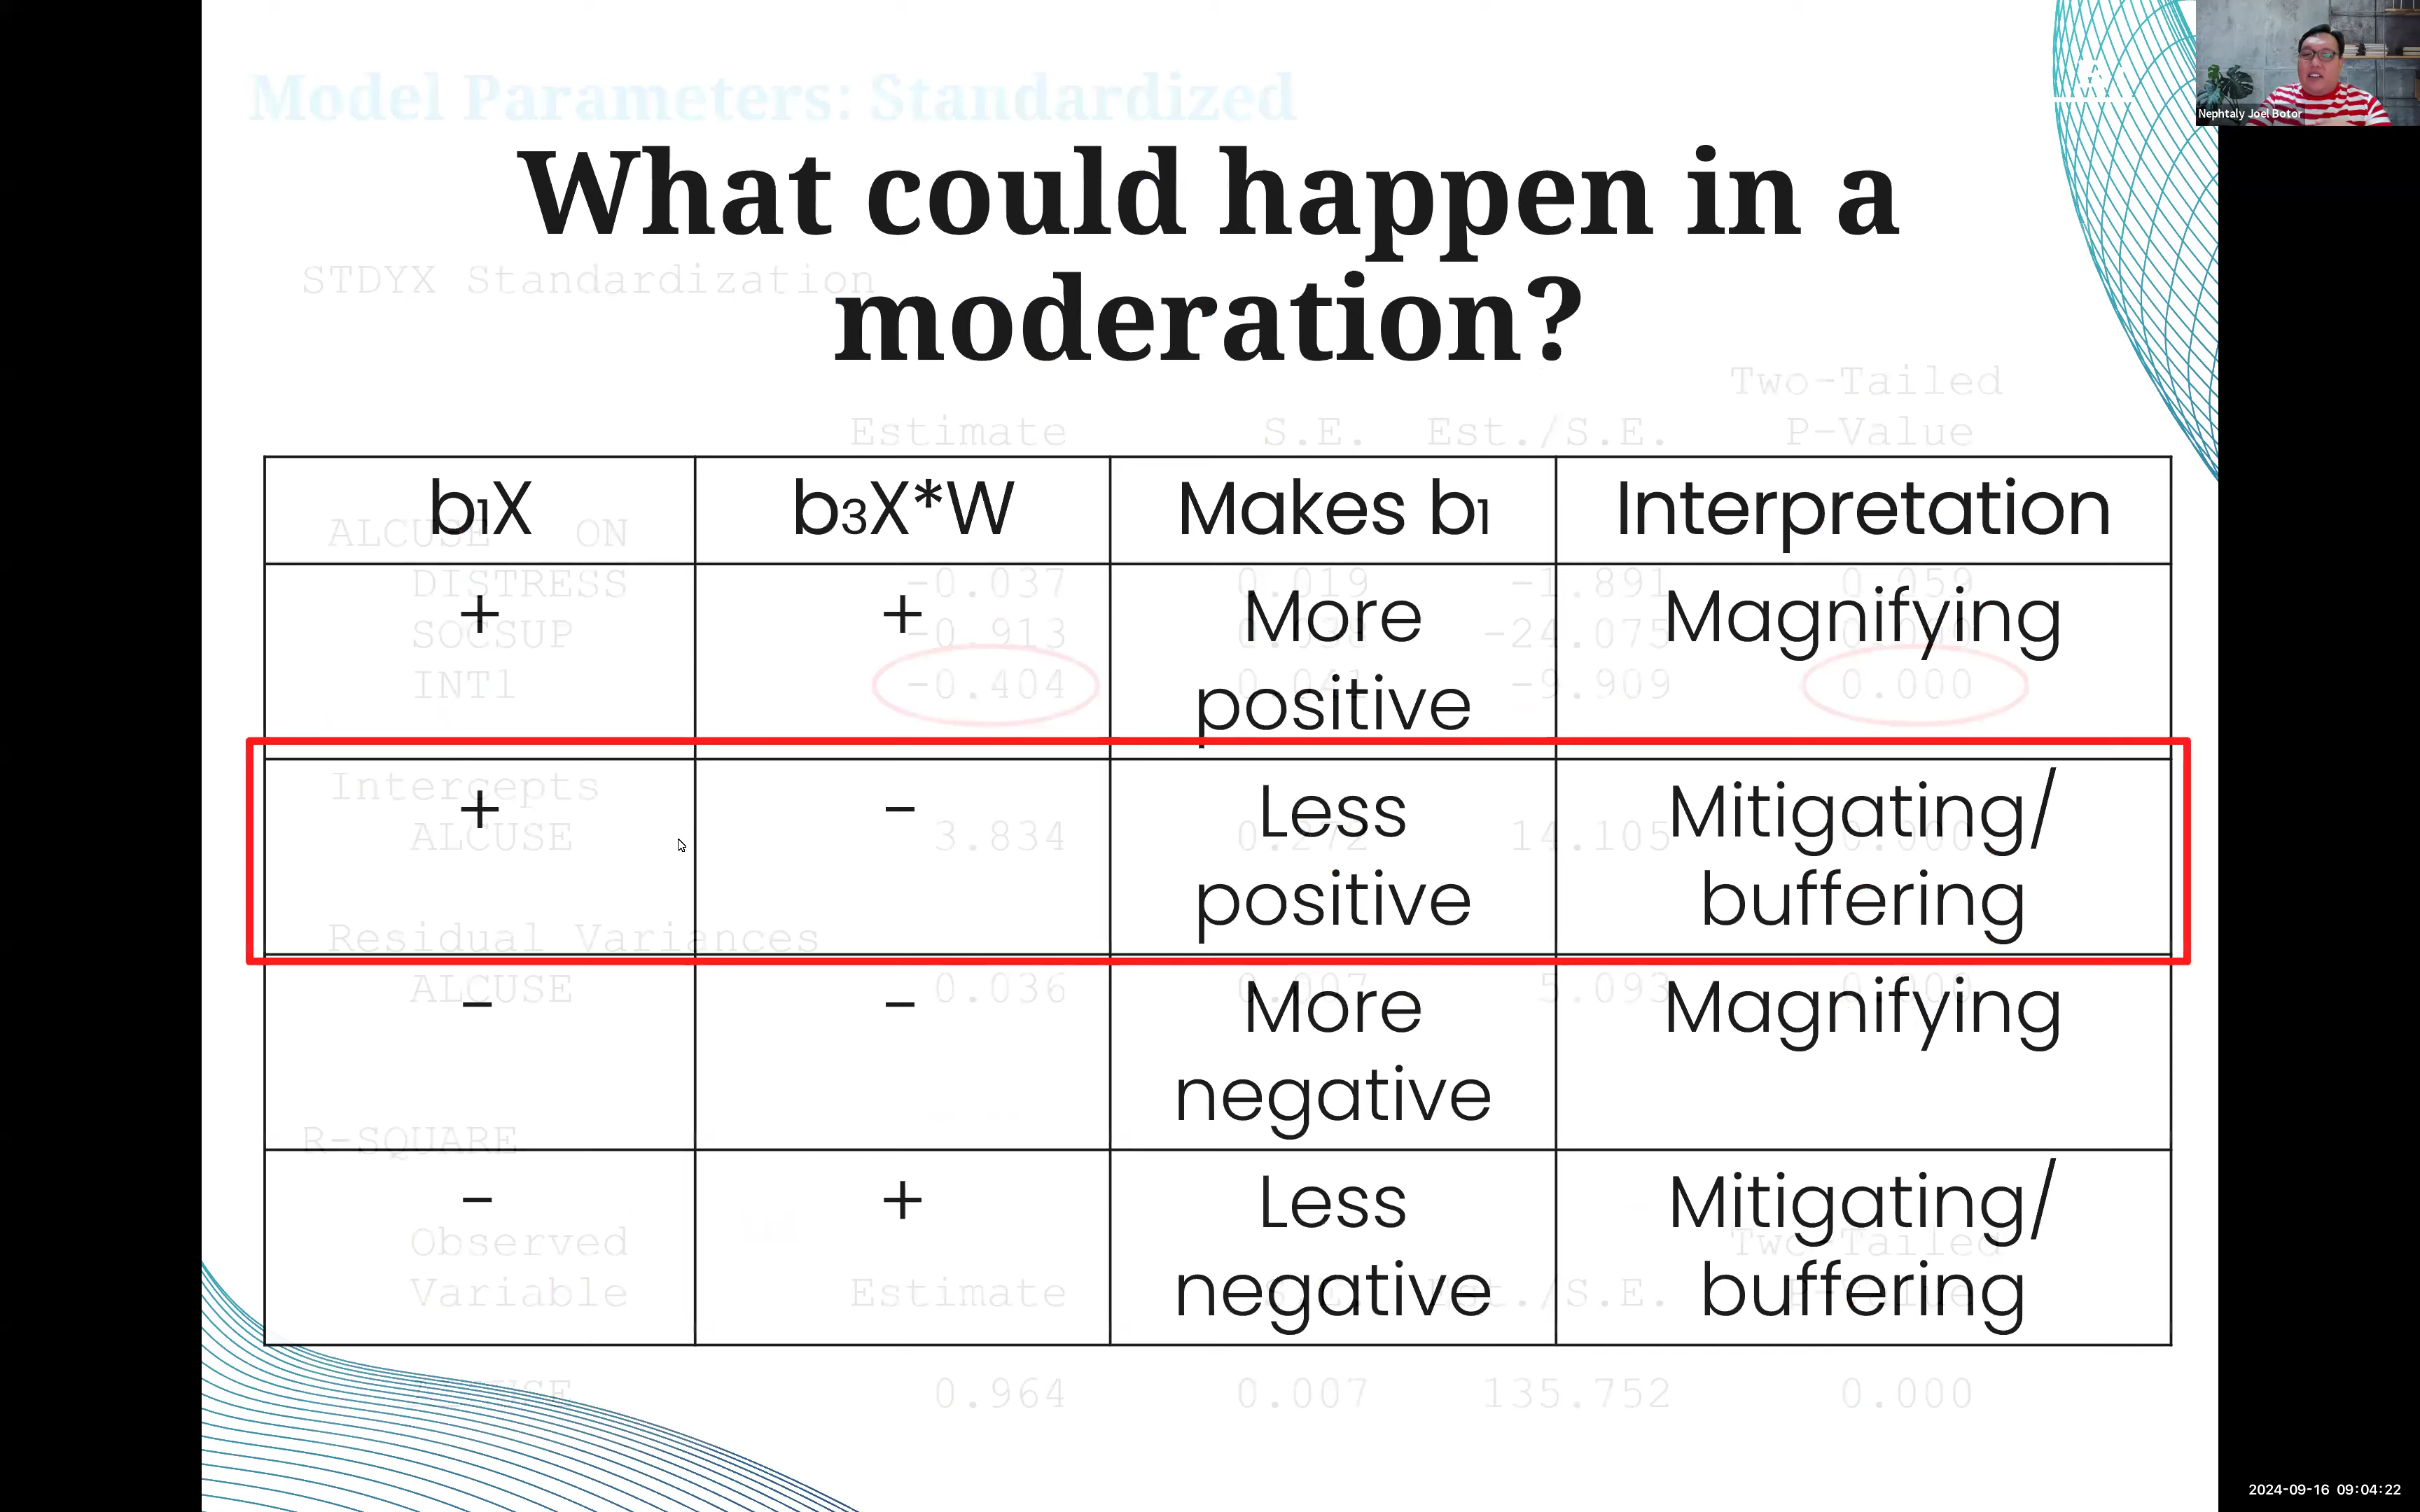 Nephtaly Joel Botor
Model Parameters: Standardized
What could happen in a
moderation?
STDYX Standardization
Two-Tailed
Estimate S.E. Est./S.E. P-Value
b1X b3X*W Makes b1 Interpretation
ALCUSE ON
DISTRESS -0.037 0.019 -1.891 0.059
+ + More Magnifying
positive
SOCSUP -0.913 -24.075
INT1 -0.404 -9.909 0.000
Intercepts
+ - Less Mitigating/
positive buffering
ALCUSE 3.834 0.272 14.105 0.000
Residual Variances
ALCUSE 0.036 0.007 5.093
- - More Magnifying
negative
R-SQUARE
- + Less Mitigating/
negative buffering
Observed Two-Tailed
Variable Estimate Est./S.E.
0.964 0.007 135.752 0.000
2024-09-16 09:04:22